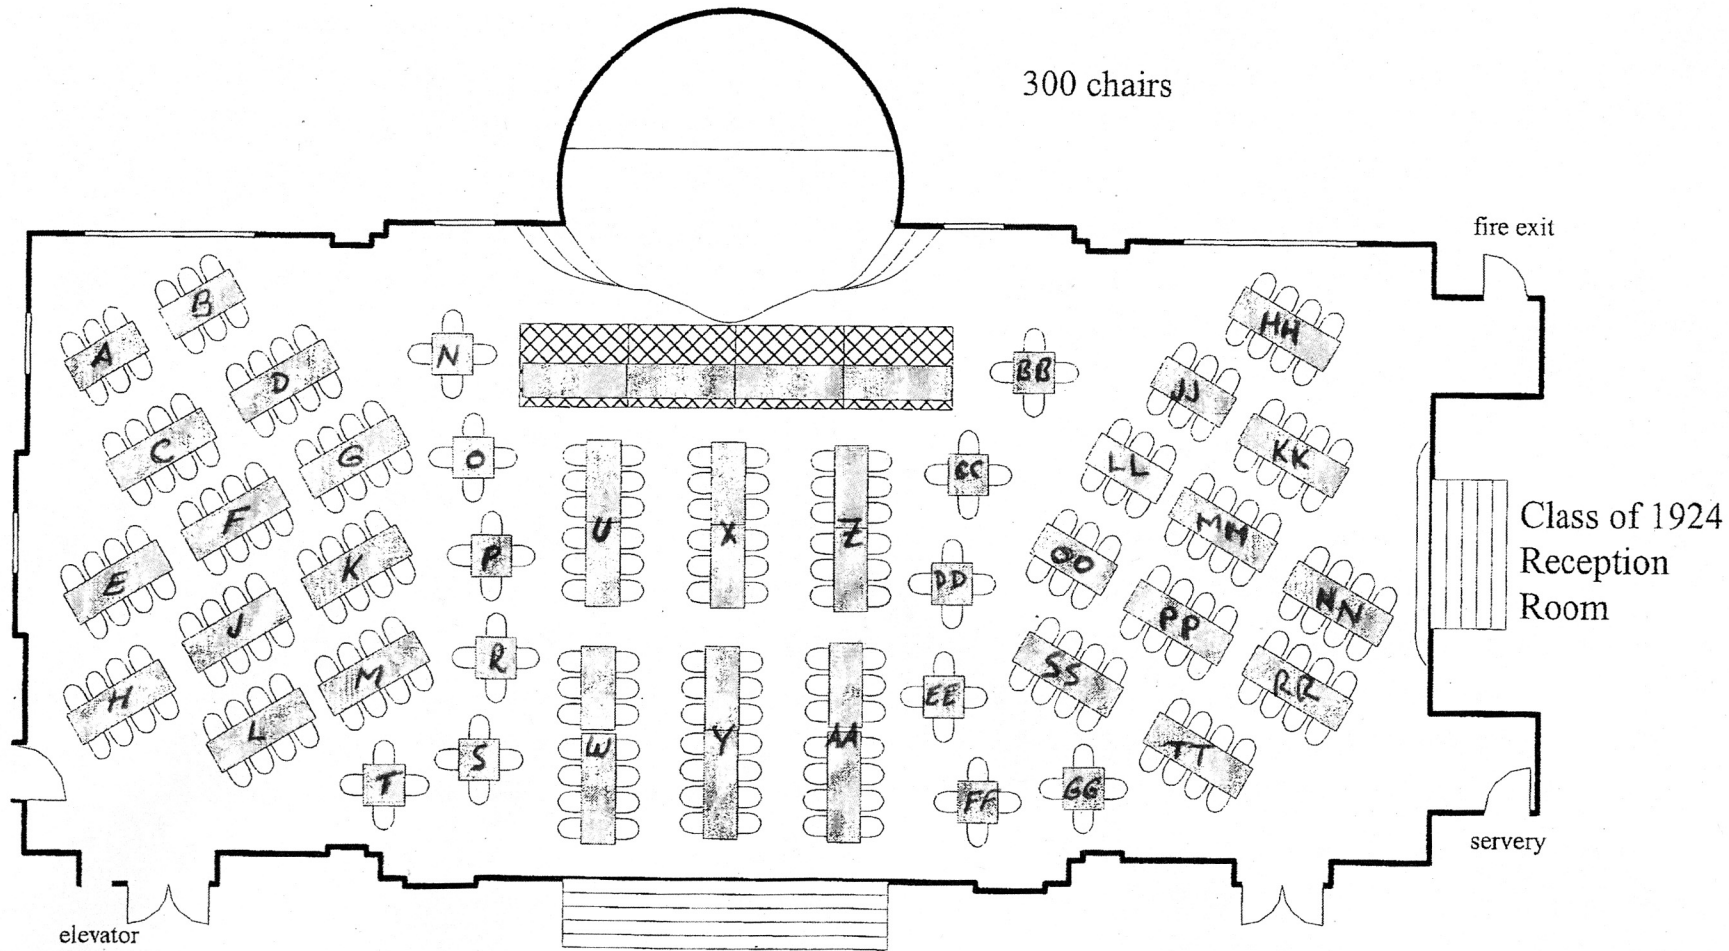 300 chairs
fire exit
B
A
D
C
G
F
E
K
J
H
M
L
N
O
P
R
S
T
U
X
Z
W
Y
AA
BB
CC
DD
EE
FF
GG
HH
JJ
KK
LL
MM
OO
NN
PP
SS
RR
TT
Class of 1924
Reception
Room
servery
elevator